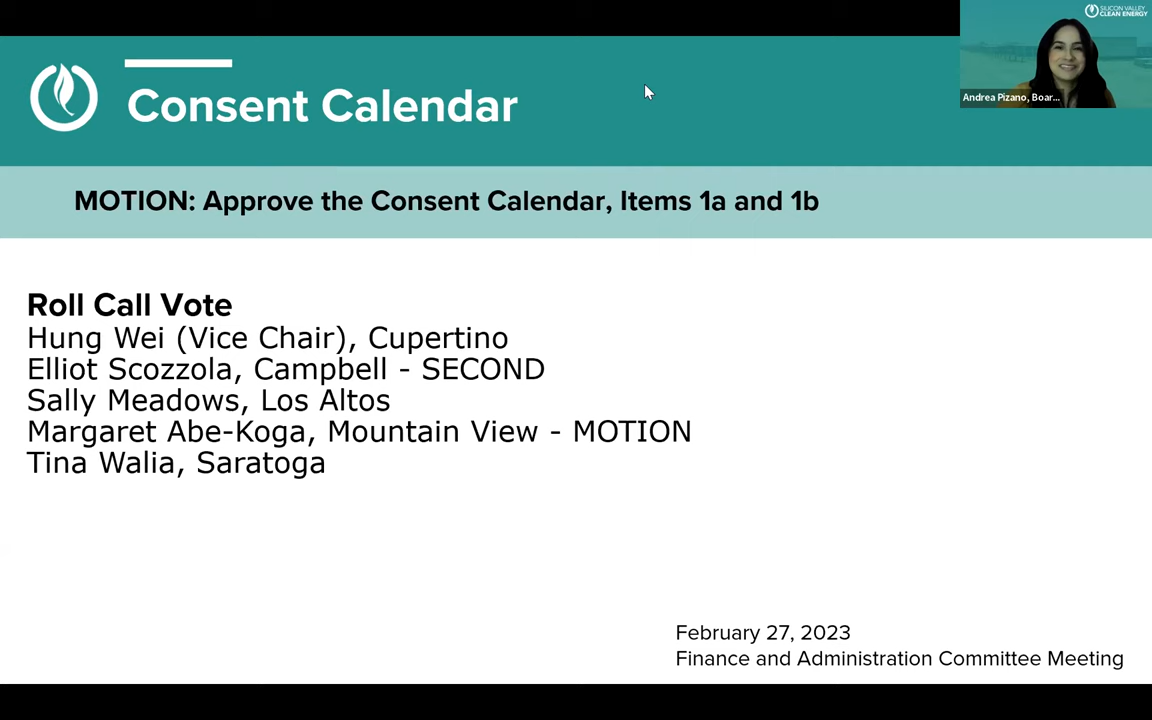 SILICON VALLEY
CLEAN ENERGY
Andrea Pizano, Boar...
Consent Calendar
MOTION: Approve the Consent Calendar, Items 1a and 1b
Roll Call Vote
Hung Wei (Vice Chair), Cupertino
Elliot Scozzola, Campbell - SECOND
Sally Meadows, Los Altos
Margaret Abe-Koga, Mountain View - MOTION
Tina Walia, Saratoga
February 27, 2023
Finance and Administration Committee Meeting